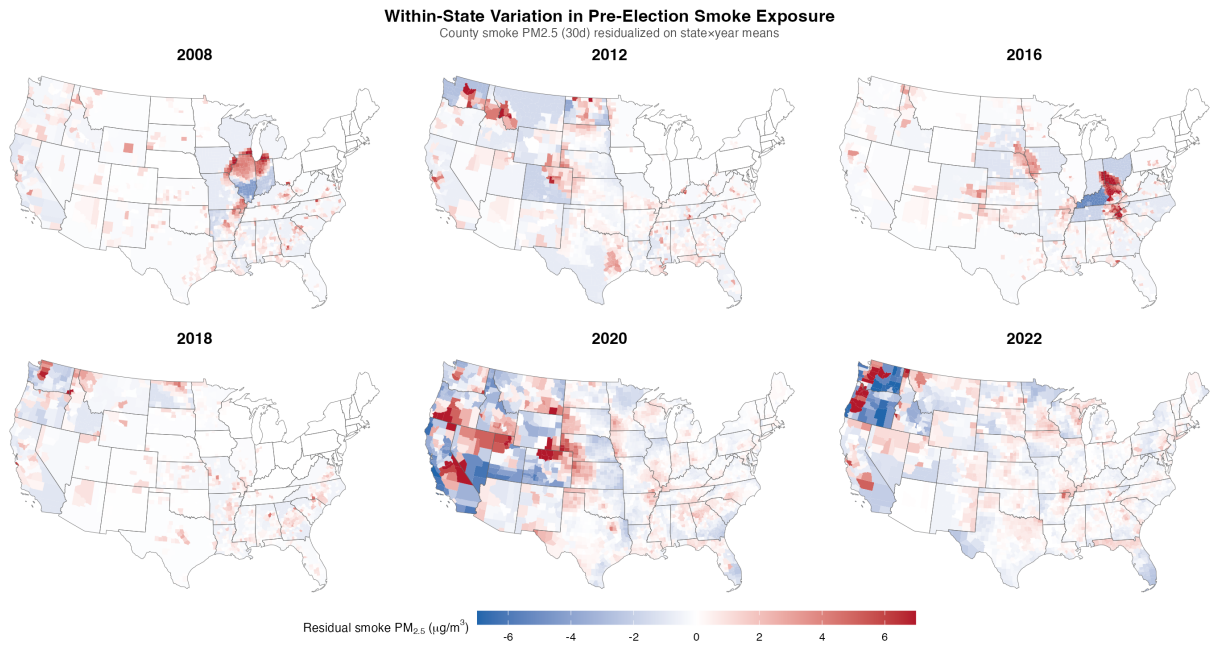 Within-State Variation in Pre-Election Smoke Exposure
County smoke PM2.5 (30d) residualized on state×year means
2008
2012
2016
2018
2020
2022
Residual smoke PM₂.₅ (μg/m³)
-6 -4 -2 0 2 4 6